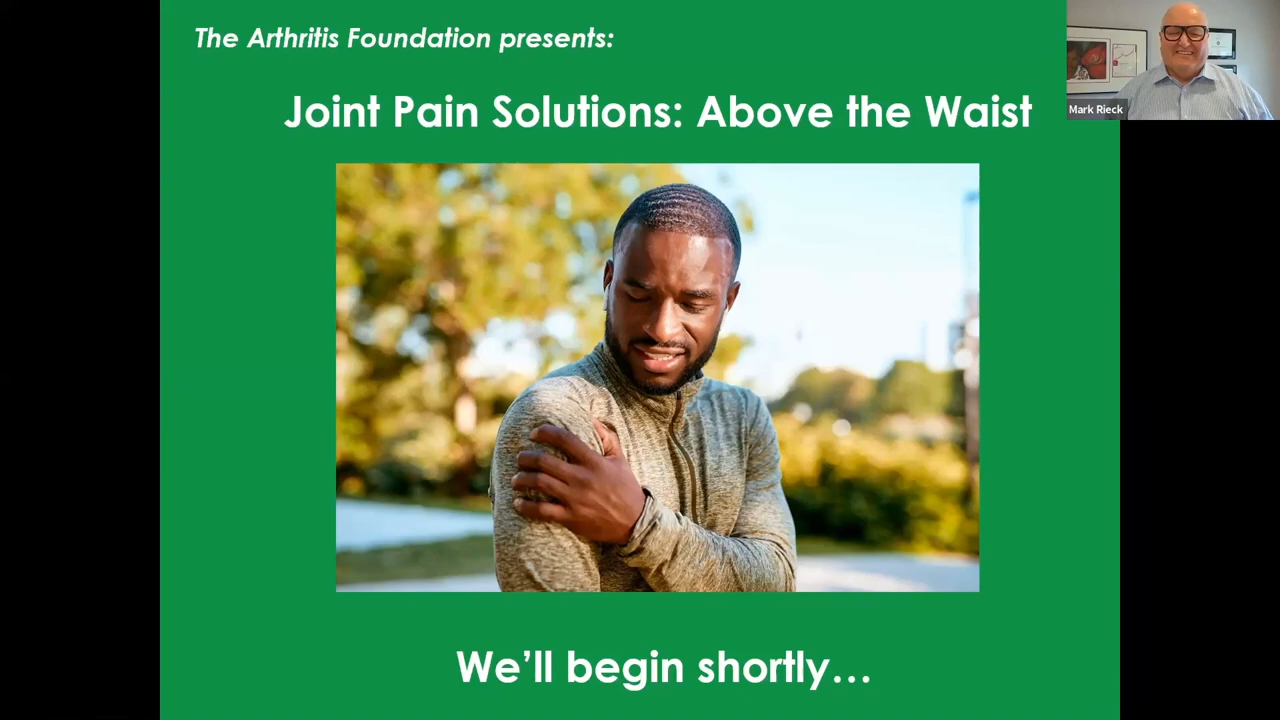 The Arthritis Foundation presents:
Joint Pain Solutions: Above the Waist
Mark Rieck
We’ll begin shortly…